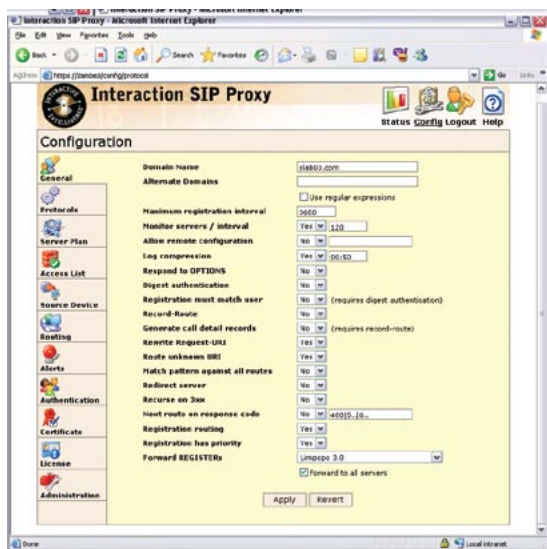 Interaction SIP Proxy - Microsoft Internet Explorer
File Edit View Favorites Tools Help
Back Search Favorites
Address Go Links
Interaction SIP Proxy
Status Config Logout Help
Configuration
General
Protocols
Server Plan
Access List
Source Device
Routing
Alerts
Authentication
Certificate
License
Administration
Domain Name slab03.com
Alternate Domains
Use regular expressions
Maximum registration interval 3600
Monitor servers / interval Yes 120
Allow remote configuration No
Log compression Yes
Respond to OPTIONS No
Digest authentication No
Registration must match user No (requires digest authentication)
Record-Route No
Generate call detail records No (requires record-route)
Rewrite Request-URI Yes
Route unknown URI Yes
Match pattern against all routes No
Redirect server No
Recurse on 3xx No
Next route on response code No
Registration routing Yes
Registration has priority Yes
Forward REGISTERs 3.0
Forward to all servers
Apply Revert
Done Local intranet